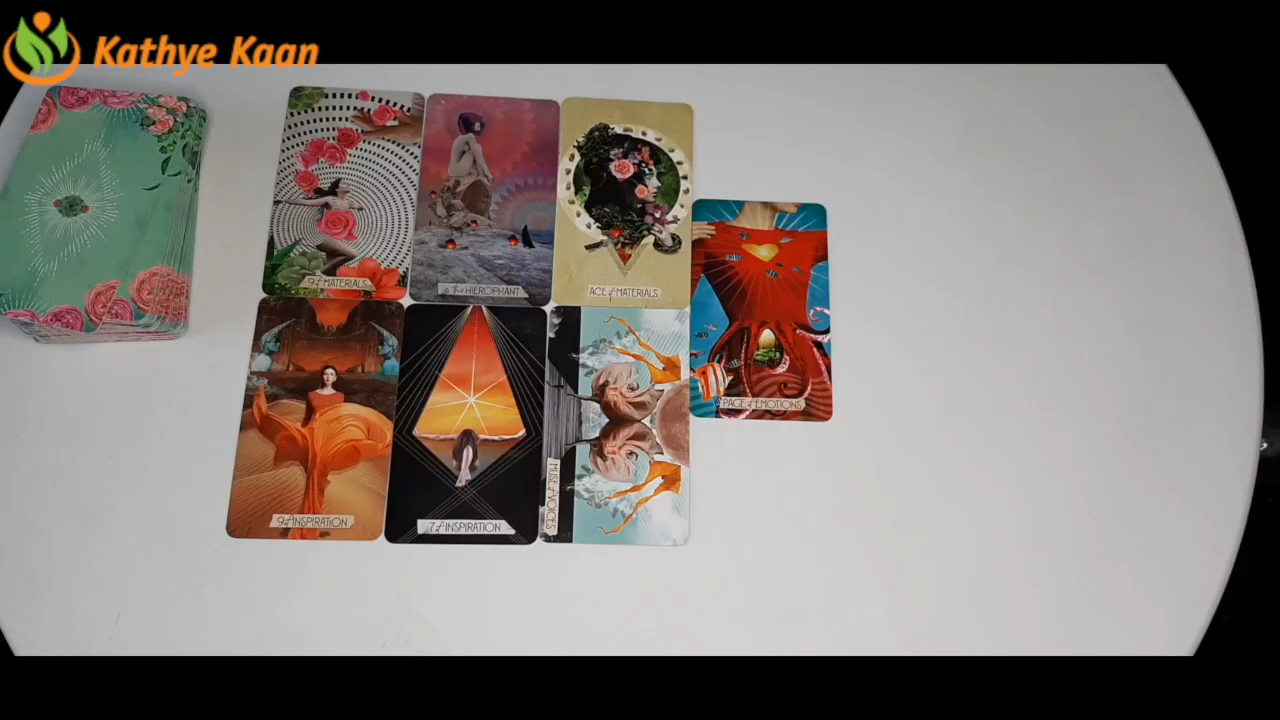 Kathye Kaan
9 of MATERIALS
5 The HIEROPHANT
ACE of MATERIALS
PAGE of EMOTIONS
9 of INSPIRATION
7 of INSPIRATION
MUSE of VOICES